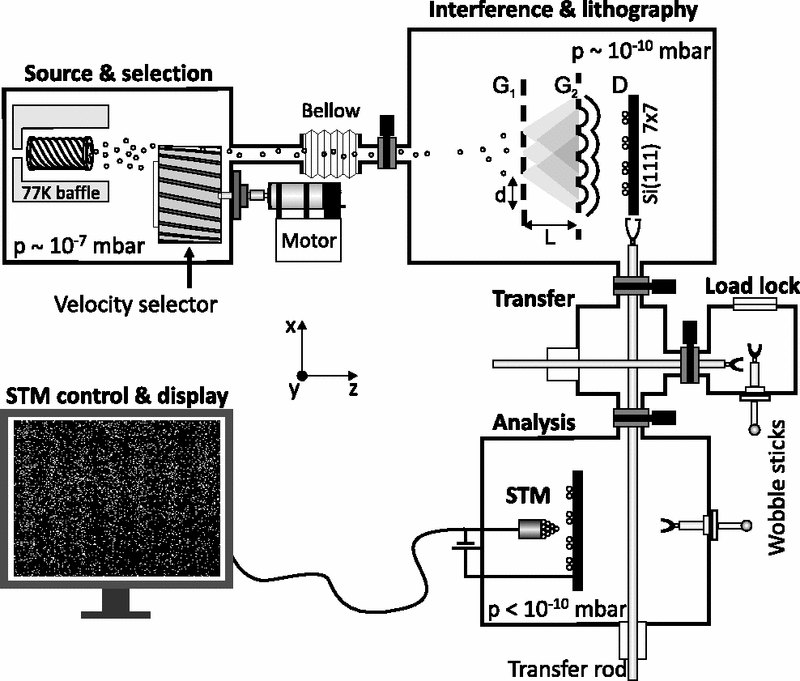 Interference & lithography
p ~ 10⁻¹⁰ mbar
Source & selection
G₁ G₂ D
Bellow
Si(111) 7x7
77K baffle
d
L
p ~ 10⁻⁷ mbar
Motor
Velocity selector
Transfer
Load lock
x
y
z
STM control & display
Analysis
STM
Wobble sticks
p < 10⁻¹⁰ mbar
Transfer rod